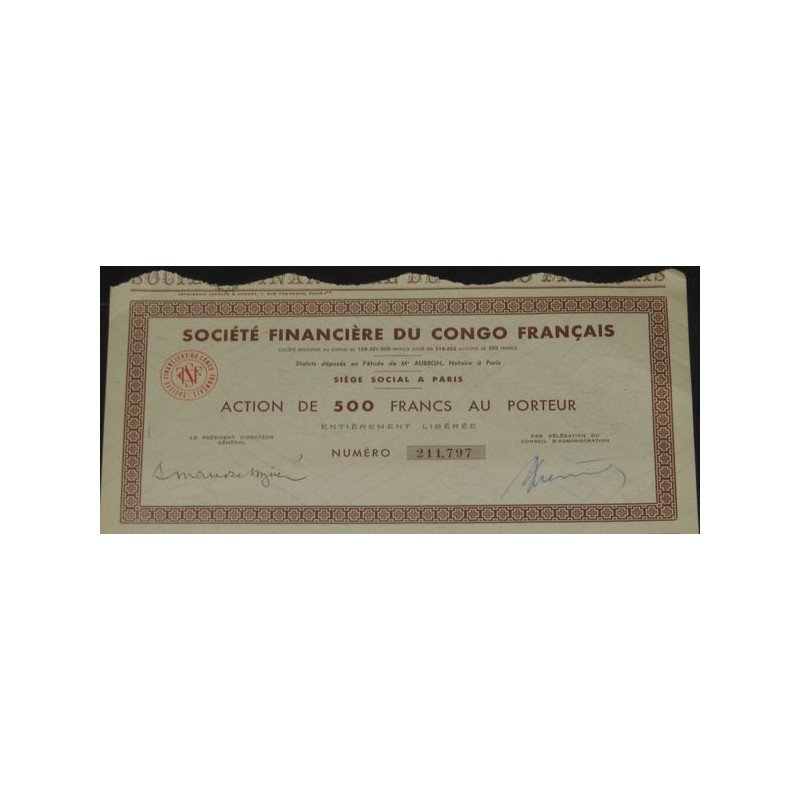 SOCIÉTÉ FINANCIÈRE DU CONGO FRANÇAIS
Statuts déposés en l'étude de Me AUBRON, Notaire à Paris
SIÈGE SOCIAL A PARIS
ACTION DE 500 FRANCS AU PORTEUR
ENTIÈREMENT LIBÉRÉE
LE PRÉSIDENT DIRECTEUR
GÉNÉRAL
PAR DÉLÉGATION DU
CONSEIL D'ADMINISTRATION
NUMÉRO 211,797